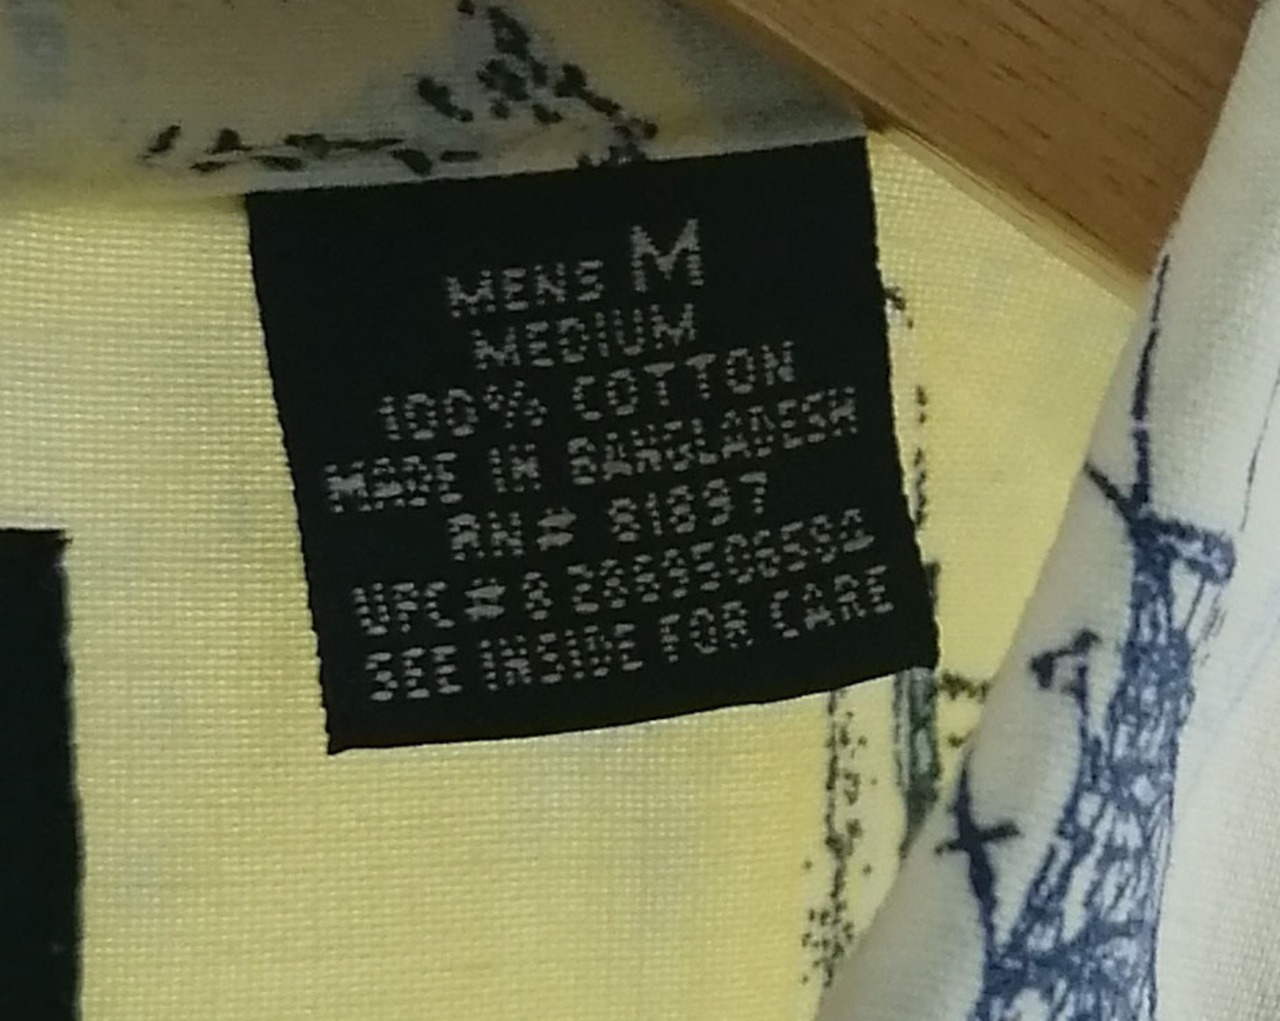 MENS M
MEDIUM
100% COTTON
MADE IN BANGLADESH
RN# 81897
UPC#
SEE INSIDE FOR CARE